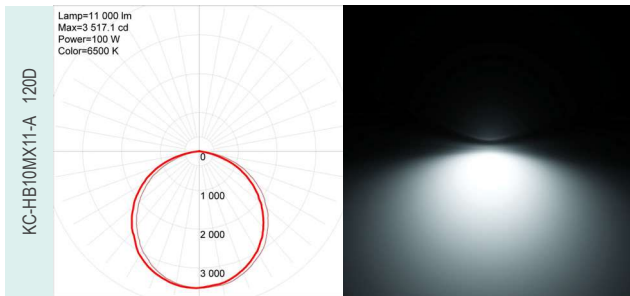 KC-HB10MX11-A 120D
Lamp=11 000 lm
Max=3 517.1 cd
Power=100 W
Color=6500 K
0
1 000
2 000
3 000